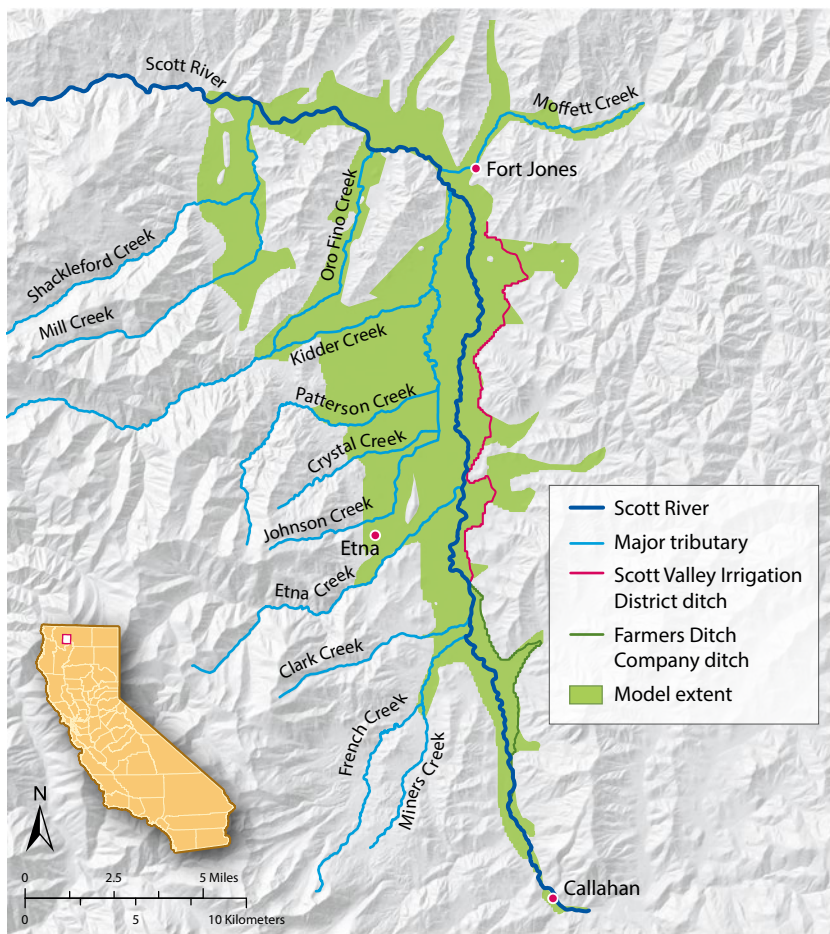 Scott River
Moffett Creek
Fort Jones
Oro Fino Creek
Shackleford Creek
Mill Creek
Kidder Creek
Patterson Creek
Crystal Creek
Johnson Creek
Etna
Etna Creek
Clark Creek
French Creek
Miners Creek
Callahan
Scott River
Major tributary
Scott Valley Irrigation
District ditch
Farmers Ditch
Company ditch
Model extent
N
0 2.5 5 Miles
0 5 10 Kilometers